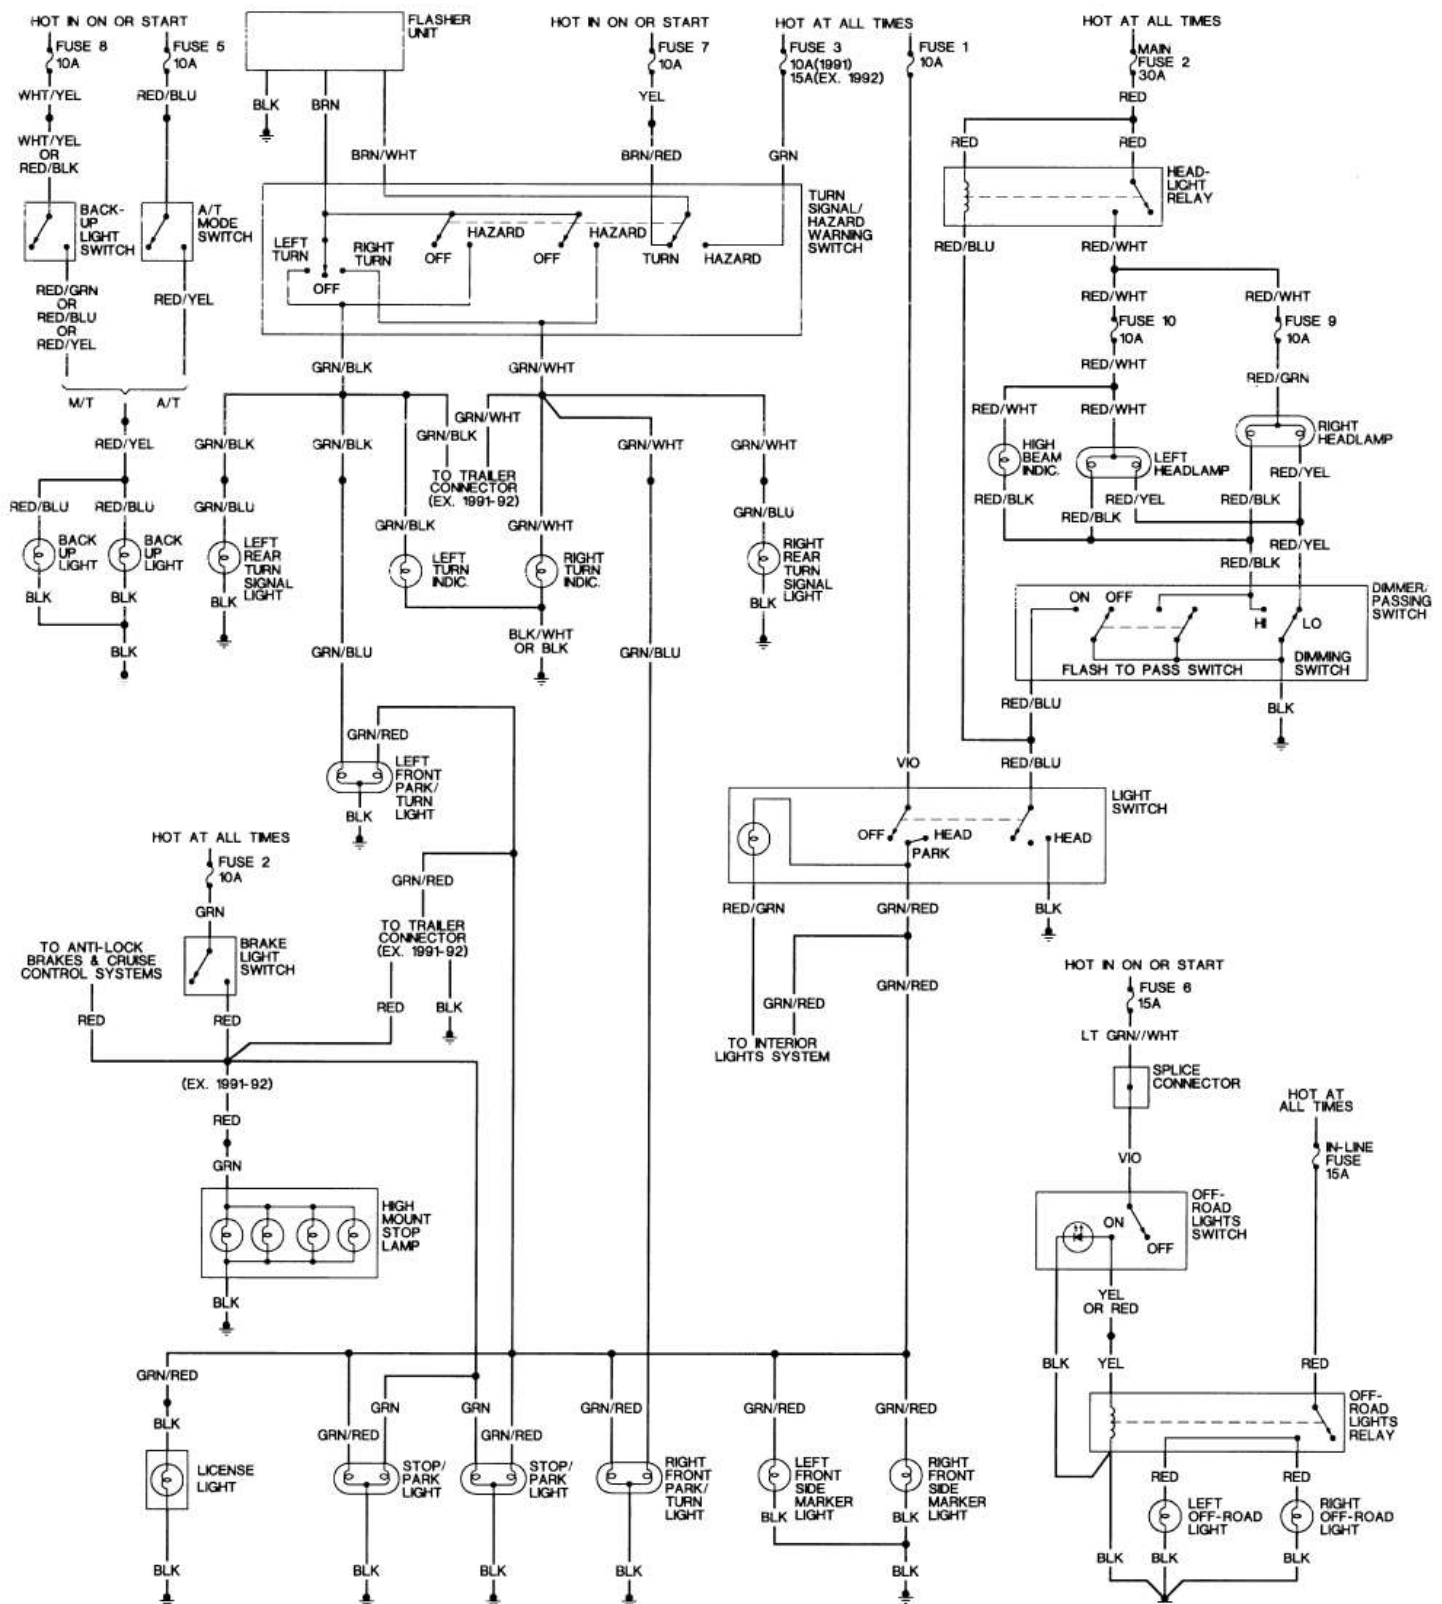 HOT IN ON OR START
FUSE 8
10A
FUSE 5
10A
WHT/YEL
RED/BLU
WHT/YEL
OR
RED/BLK
BACK-
UP
LIGHT
SWITCH
A/T
MODE
SWITCH
RED/GRN
OR
RED/BLU
OR
RED/YEL
RED/YEL
M/T
A/T
RED/YEL
RED/BLU
RED/BLU
BACK
UP
LIGHT
BACK
UP
LIGHT
BLK
BLK
BLK
FLASHER
UNIT
BLK
BRN
BRN/WHT
HOT IN ON OR START
FUSE 7
10A
YEL
BRN/RED
HOT AT ALL TIMES
FUSE 3
10A(1991)
15A(EX. 1992)
GRN
FUSE 1
10A
TURN
SIGNAL/
HAZARD
WARNING
SWITCH
LEFT
TURN
RIGHT
TURN
OFF
HAZARD
OFF
HAZARD
OFF
TURN
HAZARD
GRN/BLK
GRN/WHT
GRN/BLK
GRN/BLK
GRN/BLK
GRN/WHT
GRN/WHT
GRN/WHT
TO TRAILER
CONNECTOR
(EX. 1991-92)
GRN/BLU
GRN/BLK
GRN/WHT
GRN/BLU
LEFT
REAR
TURN
SIGNAL
LIGHT
LEFT
TURN
INDIC.
RIGHT
TURN
INDIC.
RIGHT
REAR
TURN
SIGNAL
LIGHT
BLK
BLK
BLK/WHT
OR BLK
GRN/BLU
GRN/BLU
GRN/RED
LEFT
FRONT
PARK/
TURN
LIGHT
BLK
HOT AT ALL TIMES
MAIN
FUSE 2
30A
RED
RED
RED
HEAD-
LIGHT
RELAY
RED/BLU
RED/WHT
RED/WHT
RED/WHT
FUSE 10
10A
FUSE 9
10A
RED/WHT
RED/GRN
RED/WHT
RED/WHT
RIGHT
HEADLAMP
HIGH
BEAM
INDIC.
LEFT
HEADLAMP
RED/YEL
RED/BLK
RED/YEL
RED/BLK
RED/BLK
RED/YEL
RED/BLK
DIMMER/
PASSING
SWITCH
ON
OFF
HI
LO
FLASH TO PASS SWITCH
DIMMING
SWITCH
RED/BLU
BLK
VIO
RED/BLU
LIGHT
SWITCH
OFF
HEAD
PARK
HEAD
RED/GRN
GRN/RED
BLK
GRN/RED
GRN/RED
TO INTERIOR
LIGHTS SYSTEM
HOT AT ALL TIMES
FUSE 2
10A
GRN
TO ANTI-LOCK
BRAKES & CRUISE
CONTROL SYSTEMS
BRAKE
LIGHT
SWITCH
GRN/RED
TO TRAILER
CONNECTOR
(EX. 1991-92)
RED
RED
RED
BLK
(EX. 1991-92)
RED
GRN
HIGH
MOUNT
STOP
LAMP
BLK
HOT IN ON OR START
FUSE 6
15A
LT GRN//WHT
SPLICE
CONNECTOR
HOT AT
ALL TIMES
VIO
IN-LINE
FUSE
15A
OFF-
ROAD
LIGHTS
SWITCH
ON
OFF
YEL
OR RED
BLK
YEL
RED
OFF-
ROAD
LIGHTS
RELAY
RED
RED
LEFT
OFF-ROAD
LIGHT
RIGHT
OFF-ROAD
LIGHT
BLK
BLK
BLK
GRN/RED
BLK
LICENSE
LIGHT
BLK
GRN/RED
GRN
GRN
GRN/RED
STOP/
PARK
LIGHT
STOP/
PARK
LIGHT
BLK
BLK
GRN/RED
RIGHT
FRONT
PARK/
TURN
LIGHT
BLK
GRN/RED
GRN/RED
LEFT
FRONT
SIDE
MARKER
LIGHT
RIGHT
FRONT
SIDE
MARKER
LIGHT
BLK
BLK
BLK